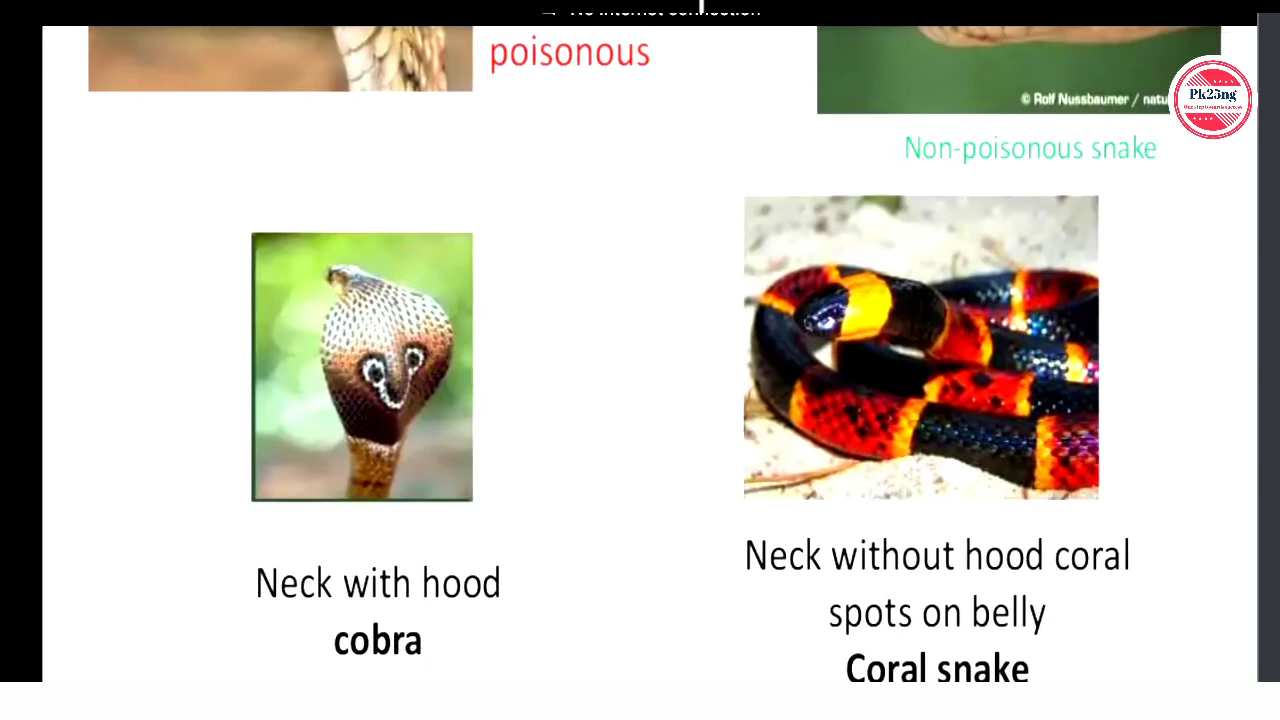 poisonous
© Rolf Nussbaumer /
Pk25ng
Non-poisonous snake
Neck with hood
cobra
Neck without hood coral
spots on belly
Coral snake